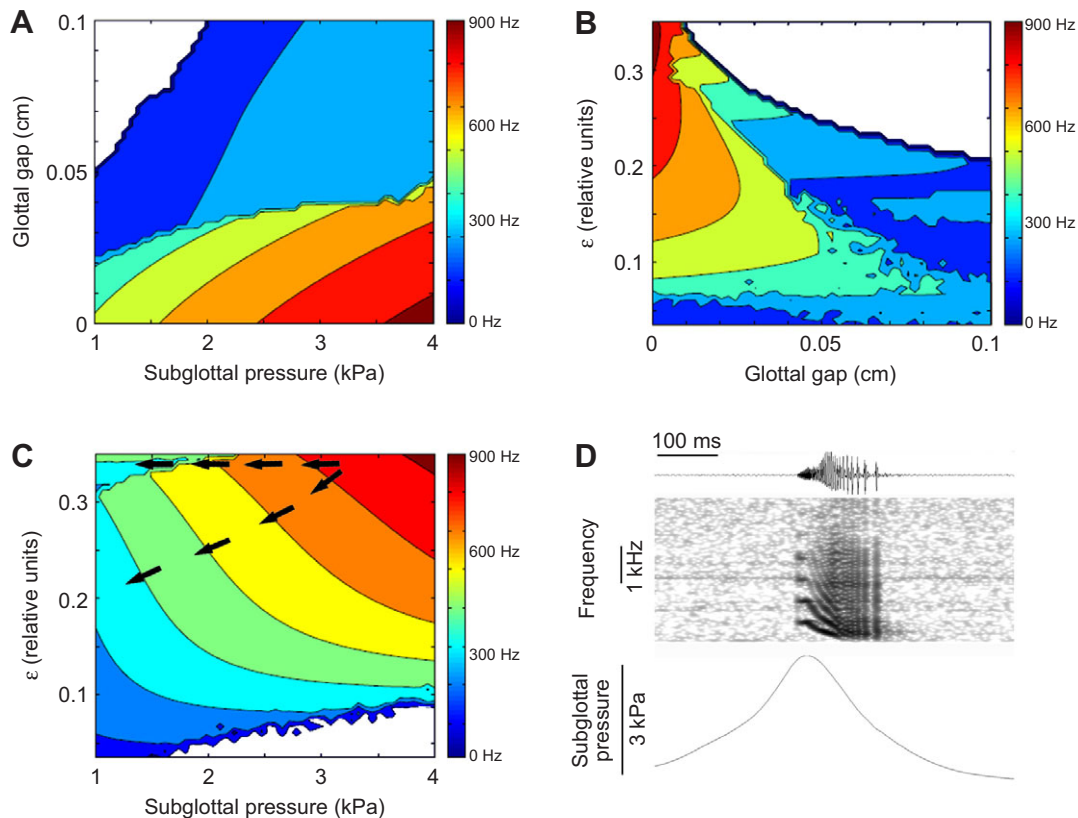 A
Glottal gap (cm)
0.1
0.05
0
1
2
3
4
Subglottal pressure (kPa)
900 Hz
600 Hz
300 Hz
0 Hz
B
ε (relative units)
0.3
0.2
0.1
0
0.05
0.1
Glottal gap (cm)
900 Hz
600 Hz
300 Hz
0 Hz
C
ε (relative units)
0.3
0.2
0.1
1
2
3
4
Subglottal pressure (kPa)
900 Hz
600 Hz
300 Hz
0 Hz
D
100 ms
Frequency
1 kHz
Subglottal
pressure
3 kPa